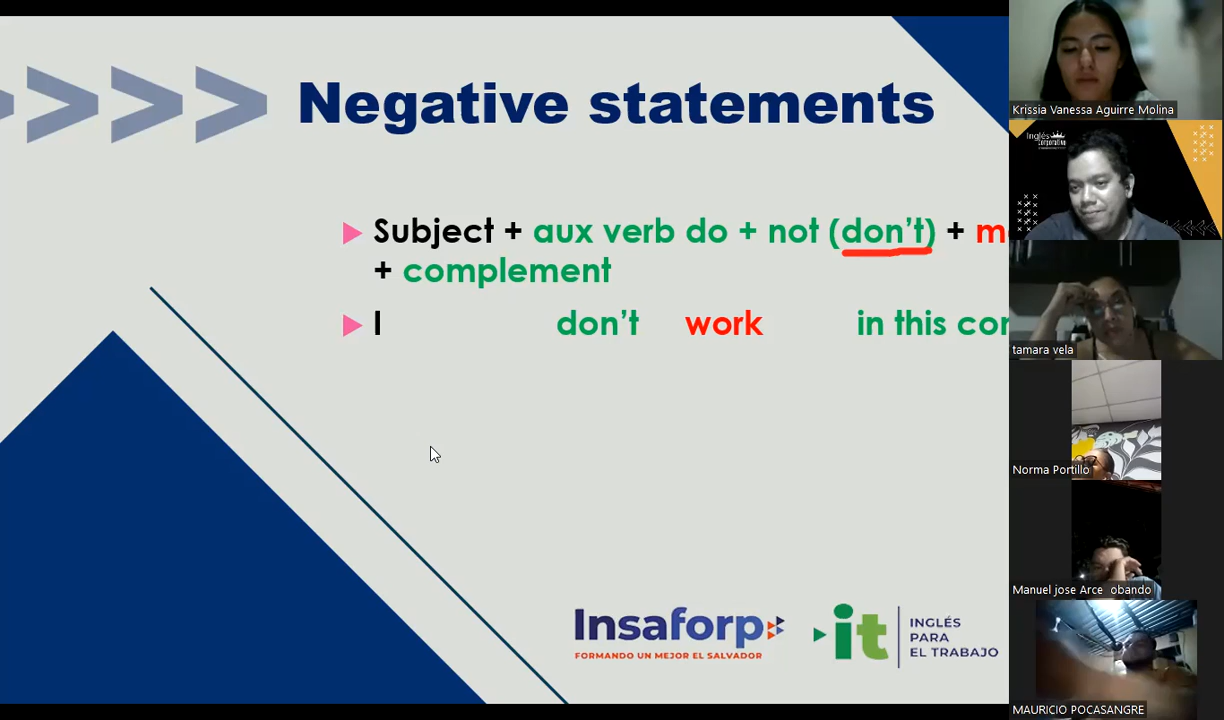 Negative statements
Subject + aux verb do + not (don't) +
+ complement
I don't work in this
Insaforp
FORMANDO UN MEJOR EL SALVADOR
it
INGLÉS
PARA
EL TRABAJO
Krissia Vanessa Aguirre Molina
Inglés
Corporativo
tamara vela
Norma Portillo
Manuel jose Arce obando
MAURICIO POCASANGRE